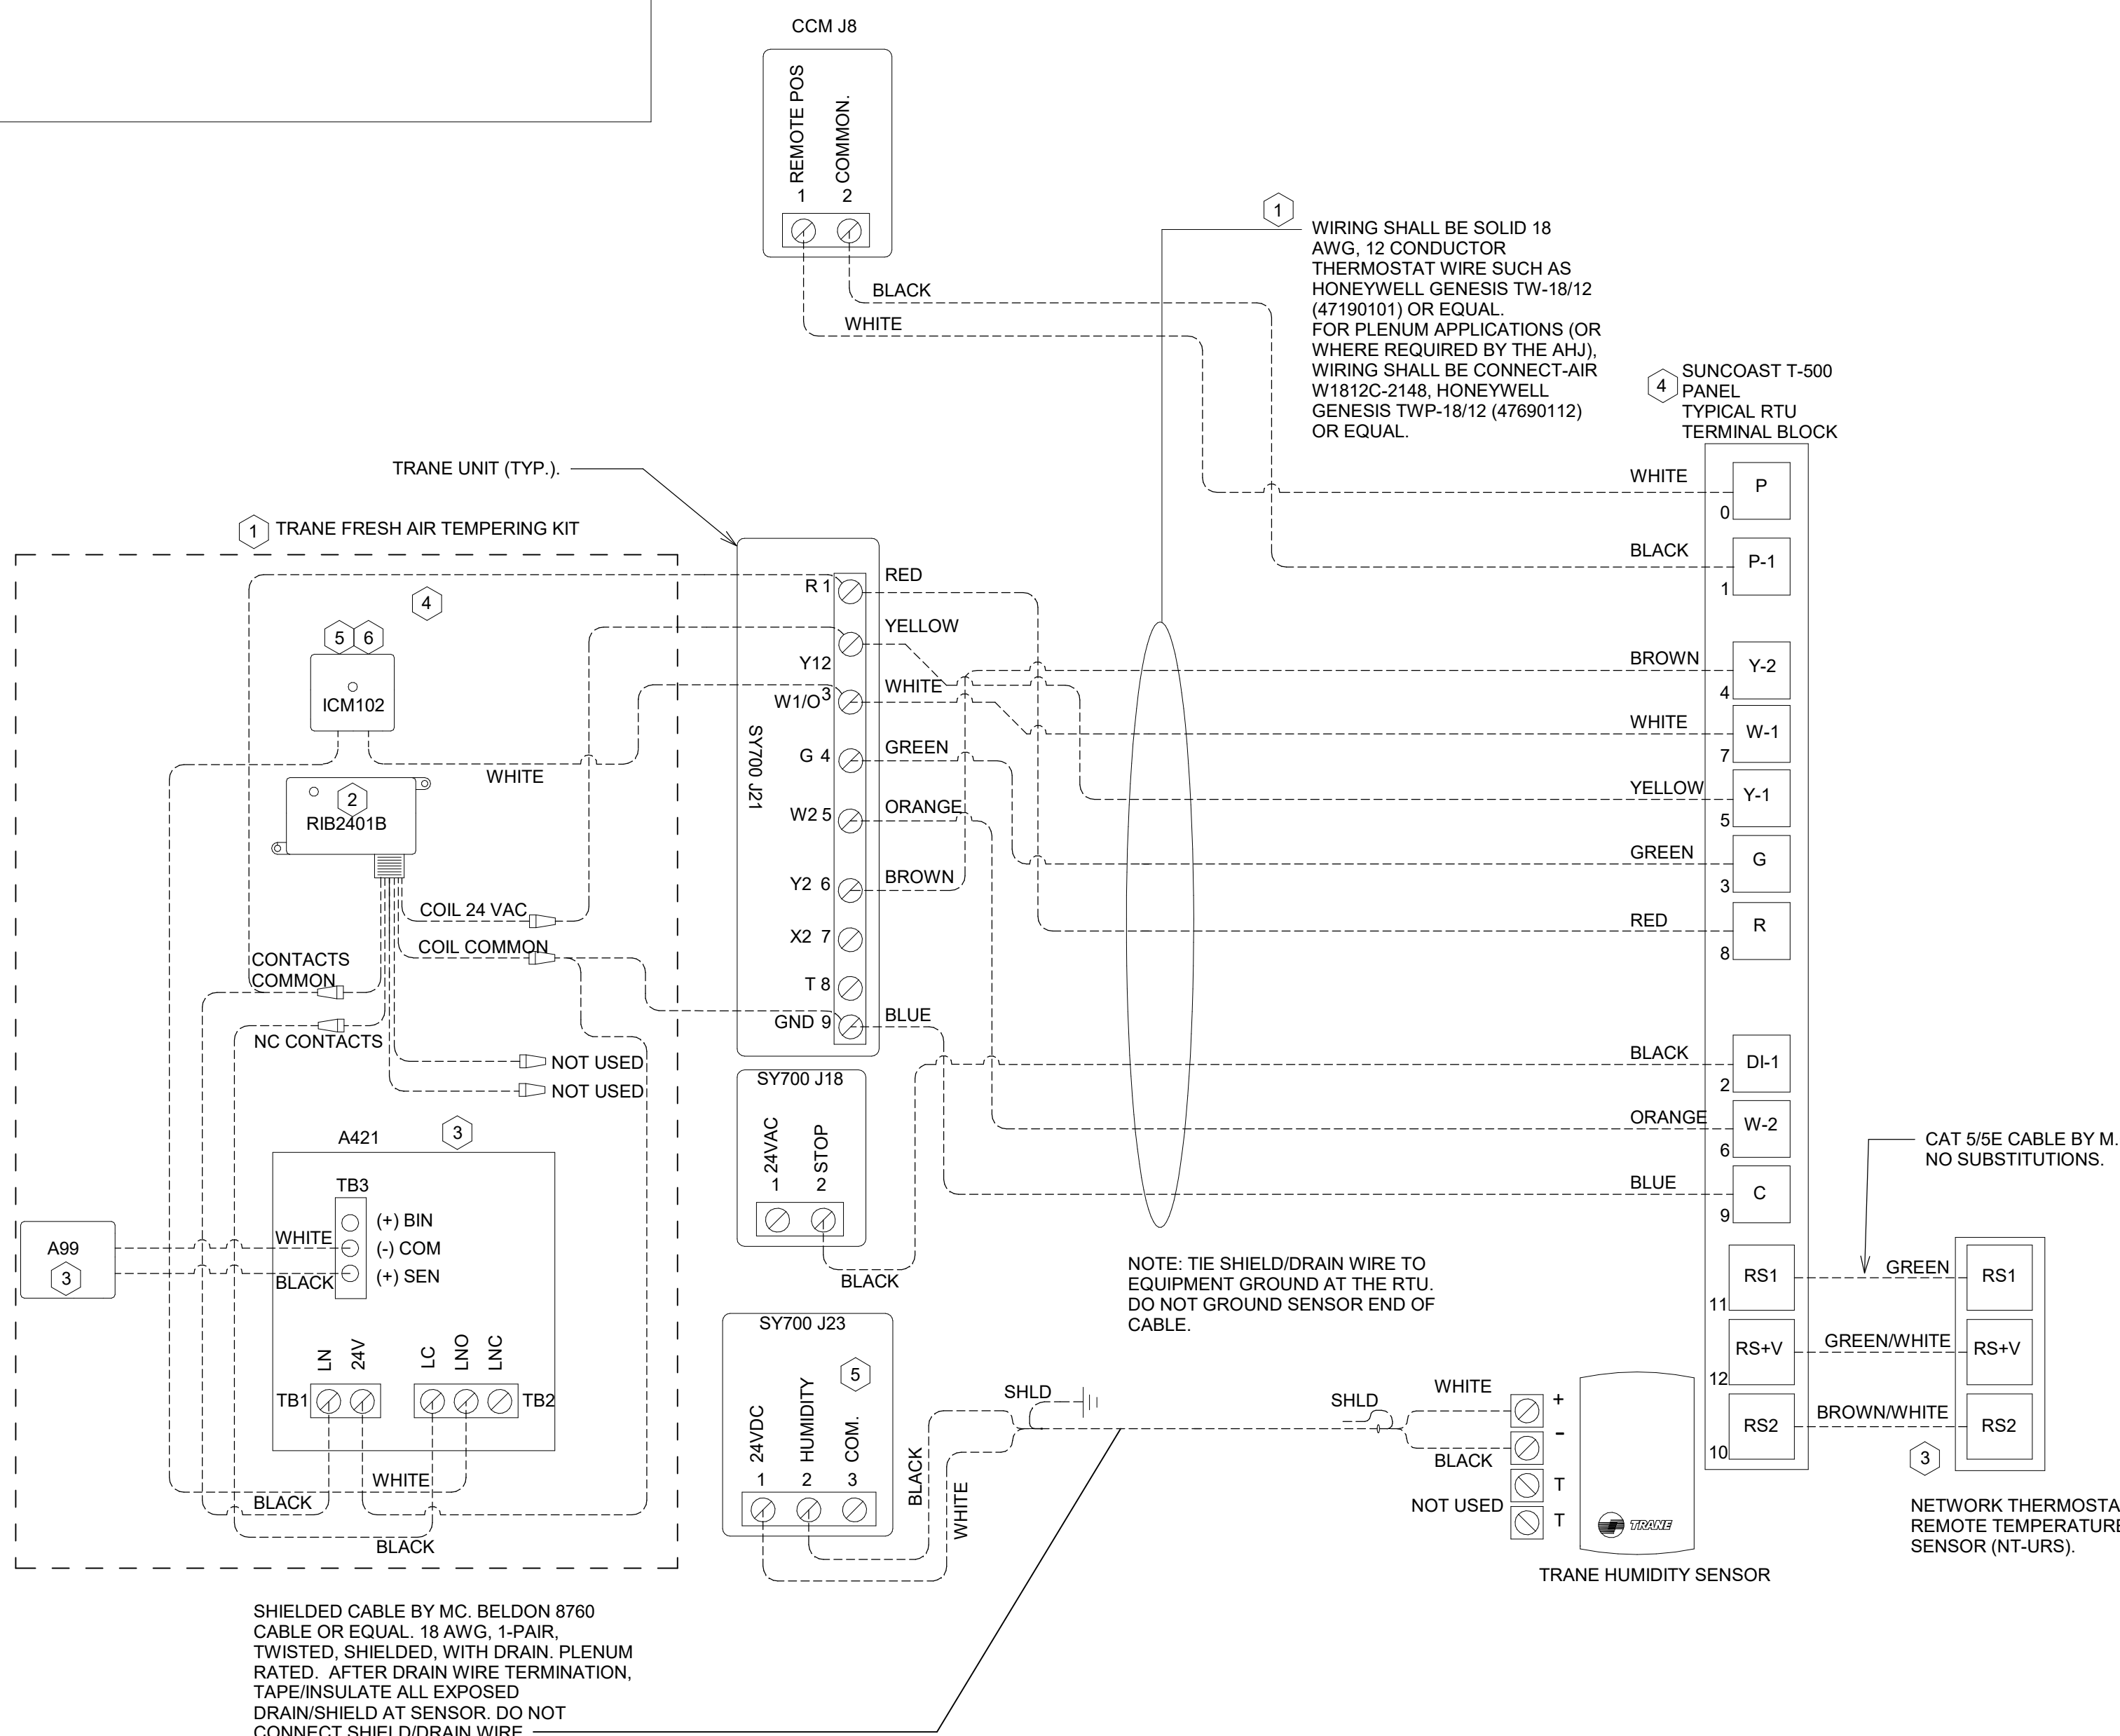 CCM J8
REMOTE POS
COMMON.
1
2
BLACK
WHITE
1
WIRING SHALL BE SOLID 18
AWG, 12 CONDUCTOR
THERMOSTAT WIRE SUCH AS
HONEYWELL GENESIS TW-18/12
(47190101) OR EQUAL.
FOR PLENUM APPLICATIONS (OR
WHERE REQUIRED BY THE AHJ),
WIRING SHALL BE CONNECT-AIR
W1812C-2148, HONEYWELL
GENESIS TWP-18/12 (47690112)
OR EQUAL.
4
SUNCOAST T-500
PANEL
TYPICAL RTU
TERMINAL BLOCK
TRANE UNIT (TYP.).
1 TRANE FRESH AIR TEMPERING KIT
4
5 6
ICM102
WHITE
2
RIB2401B
COIL 24 VAC
COIL COMMON
CONTACTS
COMMON
NC CONTACTS
NOT USED
NOT USED
A421
3
TB3
(+) BIN
(-) COM
(+) SEN
WHITE
BLACK
A99
3
LN
24V
LC
LNO
LNC
TB1
TB2
WHITE
BLACK
BLACK
SY700 J21
R 1
RED
Y12
YELLOW
W1/O 3
WHITE
G 4
GREEN
W2 5
ORANGE
Y2 6
BROWN
X2 7
T 8
GND 9
BLUE
SY700 J18
24VAC
STOP
1
2
BLACK
SY700 J23
5
24VDC
HUMIDITY
COM.
1
2
3
BLACK
WHITE
SHLD
NOTE: TIE SHIELD/DRAIN WIRE TO
EQUIPMENT GROUND AT THE RTU.
DO NOT GROUND SENSOR END OF
CABLE.
SHLD
WHITE
BLACK
NOT USED
+
-
T
T
TRANE
TRANE HUMIDITY SENSOR
WHITE
P
0
BLACK
P-1
1
BROWN
Y-2
4
WHITE
W-1
7
YELLOW
Y-1
5
GREEN
G
3
RED
R
8
BLACK
DI-1
2
ORANGE
W-2
6
BLUE
C
9
RS1
11
GREEN
RS1
RS+V
12
GREEN/WHITE
RS+V
RS2
10
BROWN/WHITE
RS2
3
CAT 5/5E CABLE BY M.
NO SUBSTITUTIONS.
NETWORK THERMOSTA
REMOTE TEMPERATURE
SENSOR (NT-URS).
SHIELDED CABLE BY MC. BELDON 8760
CABLE OR EQUAL. 18 AWG, 1-PAIR,
TWISTED, SHIELDED, WITH DRAIN. PLENUM
RATED. AFTER DRAIN WIRE TERMINATION,
TAPE/INSULATE ALL EXPOSED
DRAIN/SHIELD AT SENSOR. DO NOT
CONNECT SHIELD/DRAIN WIRE